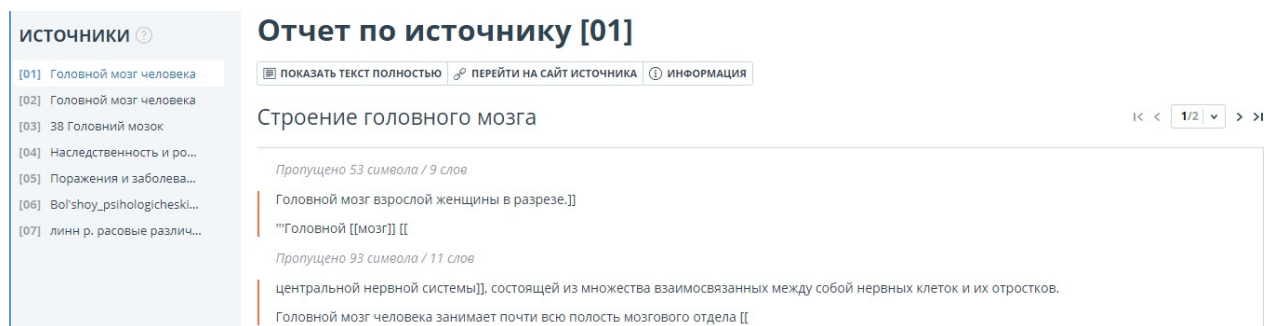 ИСТОЧНИКИ ?
[01] Головной мозг человека
[02] Головной мозг человека
[03] 38 Головний мозок
[04] Наследственность и ро...
[05] Поражения и заболева...
[06] Bol'shoy_psihologicheski...
[07] линн р. расовые различ...
Отчет по источнику [01]
ПОКАЗАТЬ ТЕКСТ ПОЛНОСТЬЮ ПЕРЕЙТИ НА САЙТ ИСТОЧНИКА ИНФОРМАЦИЯ
Строение головного мозга
1/2
Пропущено 53 символа / 9 слов
Головной мозг взрослой женщины в разрезе.]]
'''Головной [[мозг]] [[
Пропущено 93 символа / 11 слов
центральной нервной системы]], состоящей из множества взаимосвязанных между собой нервных клеток и их отростков.
Головной мозг человека занимает почти всю полость мозгового отдела [[